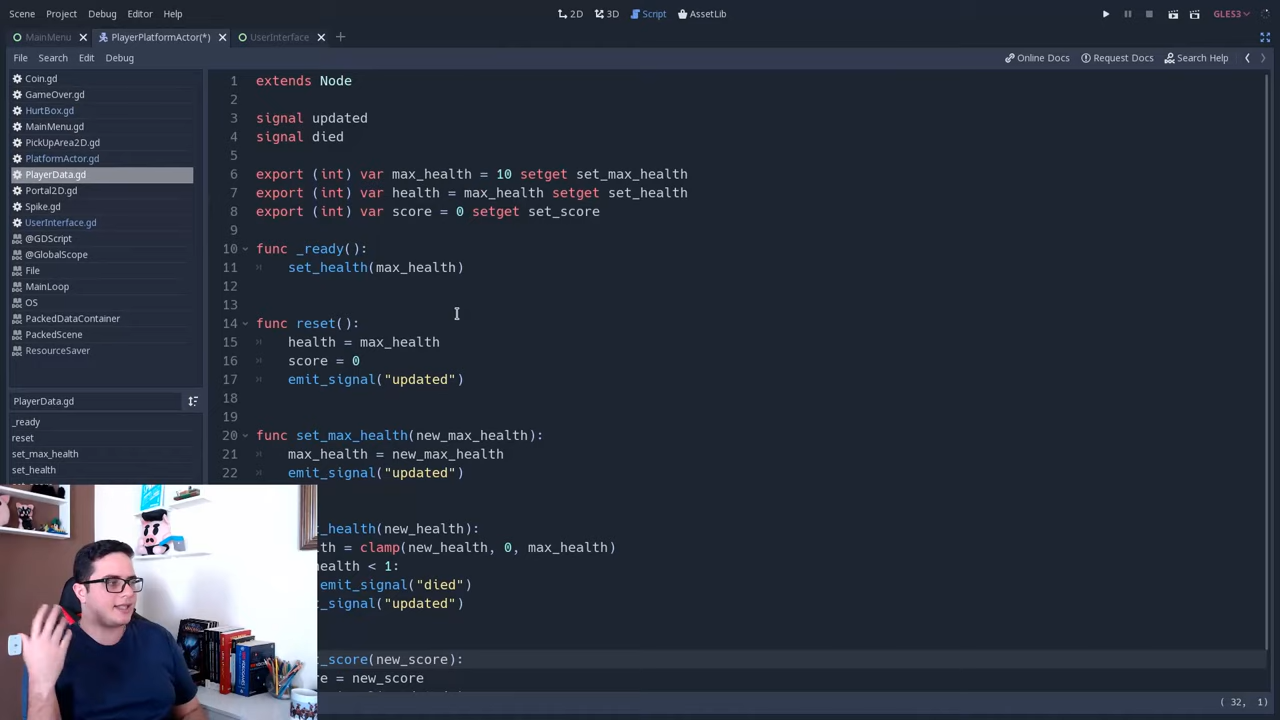 Scene Project Debug Editor Help
2D 3D Script AssetLib
GLES3
MainMenu PlayerPlatformActor(*) UserInterface
File Search Edit Debug
Online Docs Request Docs Search Help
Coin.gd
GameOver.gd
HurtBox.gd
MainMenu.gd
PickUpArea2D.gd
PlatformActor.gd
PlayerData.gd
Portal2D.gd
Spike.gd
UserInterface.gd
@GDScript
@GlobalScope
File
MainLoop
OS
PackedDataContainer
PackedScene
ResourceSaver
PlayerData.gd
_ready
reset
set_max_health
set_health
1 extends Node
2
3 signal updated
4 signal died
5
6 export (int) var max_health = 10 setget set_max_health
7 export (int) var health = max_health setget set_health
8 export (int) var score = 0 setget set_score
9
10 func _ready():
11 set_health(max_health)
12
13
14 func reset():
15 health = max_health
16 score = 0
17 emit_signal("updated")
18
19
20 func set_max_health(new_max_health):
21 max_health = new_max_health
22 emit_signal("updated")
t_health(new_health):
th = clamp(new_health, 0, max_health)
health < 1:
emit_signal("died")
t_signal("updated")
t_score(new_score):
re = new_score
( 32, 1)